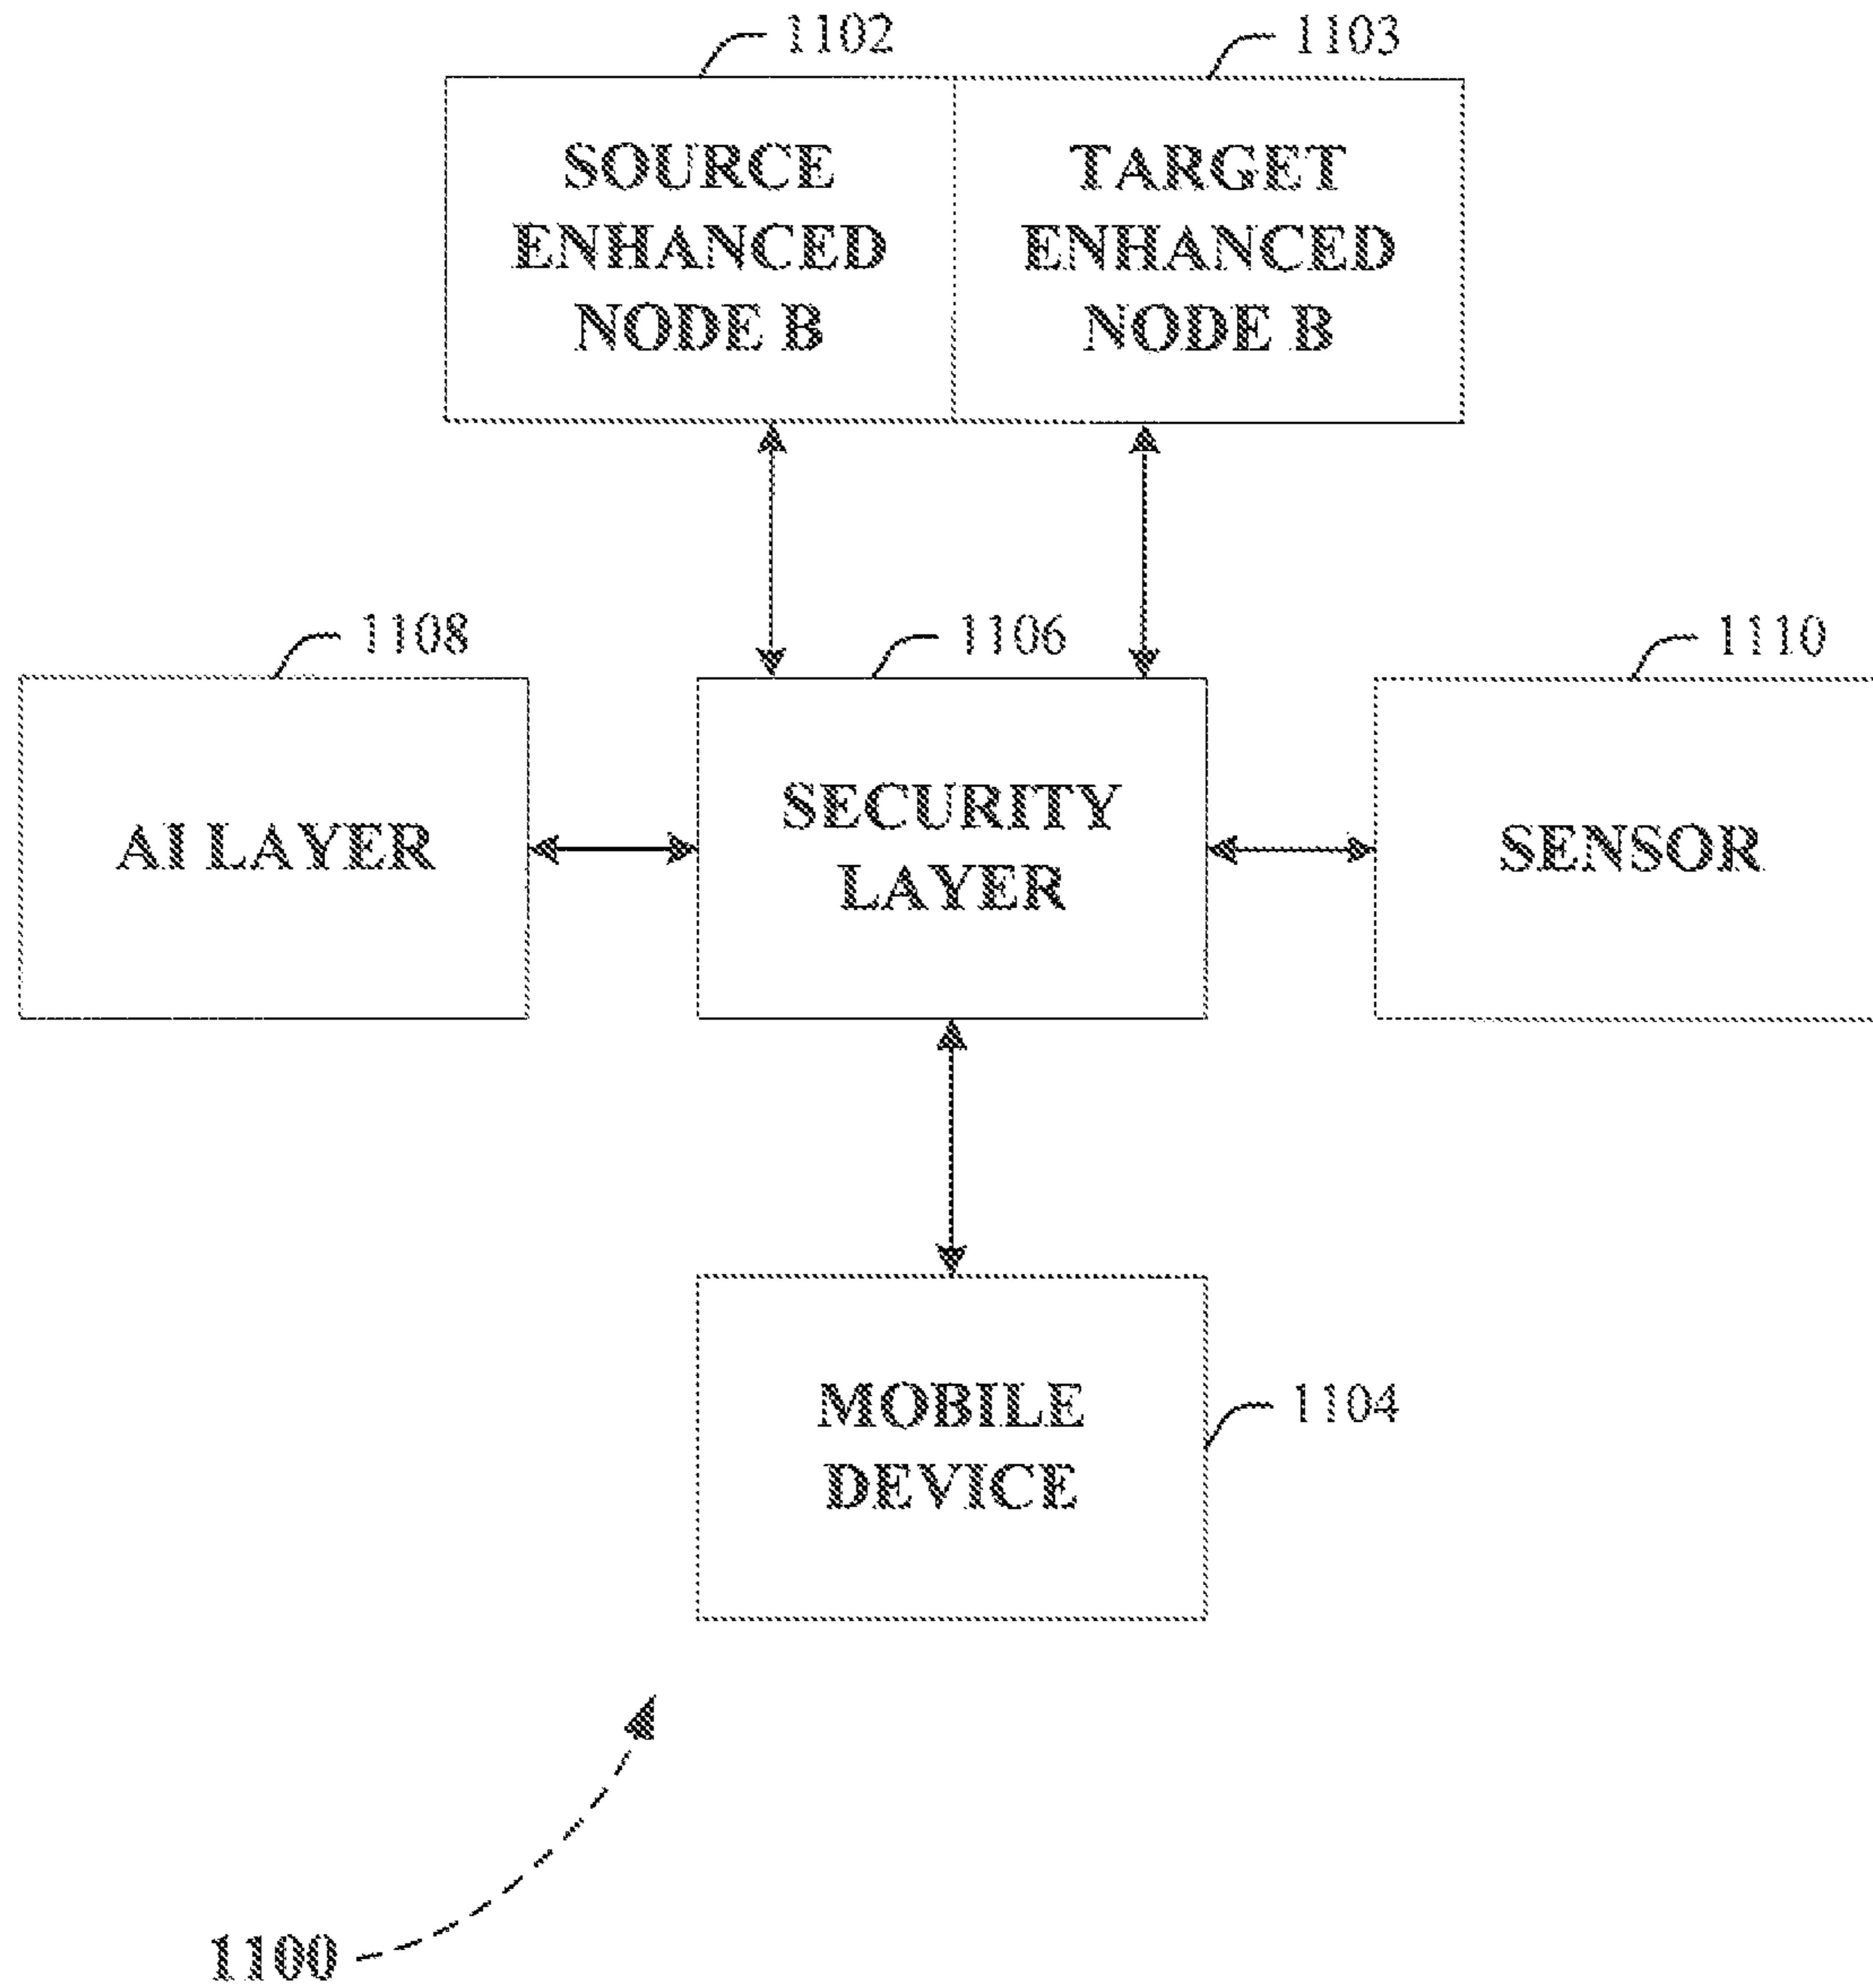 1102
1103
SOURCE
ENHANCED
NODE B
TARGET
ENHANCED
NODE B
1108
1106
1110
AI LAYER
SECURITY
LAYER
SENSOR
MOBILE
DEVICE
1104
1100